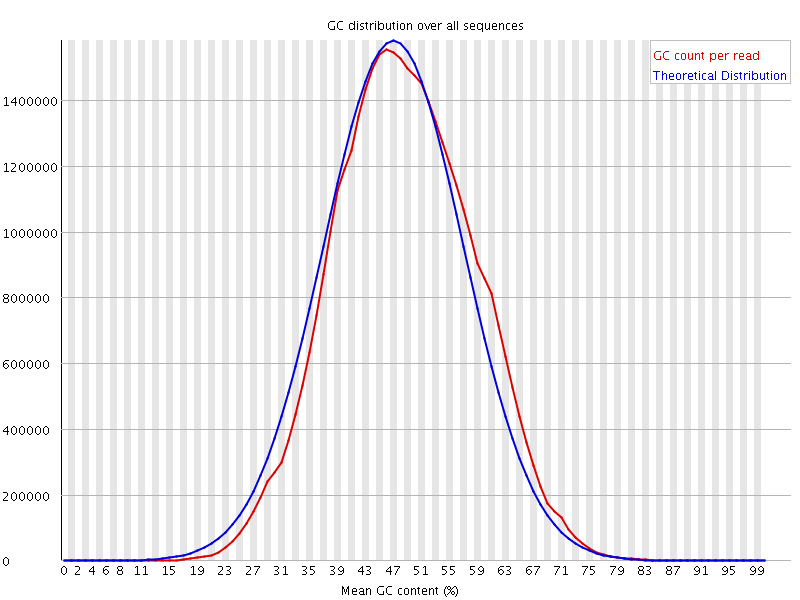 GC distribution over all sequences
GC count per read
Theoretical Distribution
1400000
1200000
1000000
800000
600000
400000
200000
0
0 2 4 6 8 11 15 19 23 27 31 35 39 43 47 51 55 59 63 67 71 75 79 83 87 91 95 99
Mean GC content (%)